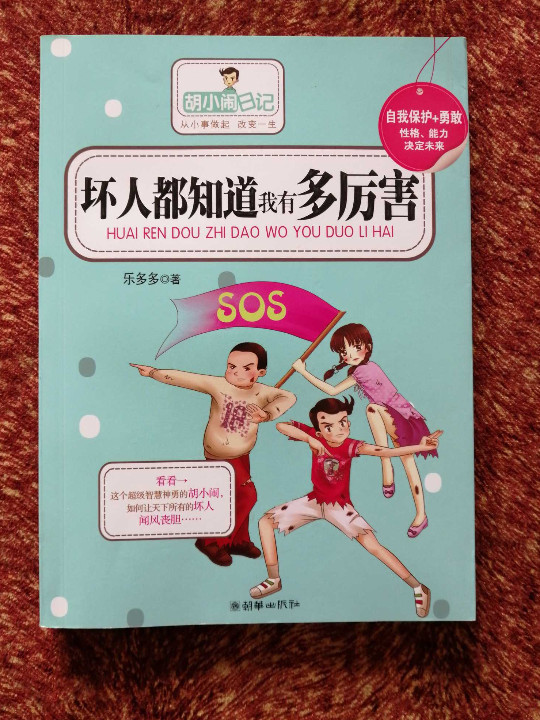 胡小闹日记
从小事做起 改变一生
自我保护+勇敢
性格、能力
决定未来
坏人都知道我有多厉害
HUAI REN DOU ZHI DAO WO YOU DUO LI HAI
乐多多◎著
SOS
看看→
这个超级智慧神勇的胡小闹,
如何让天下所有的坏人
闻风丧胆……
朝华出版社